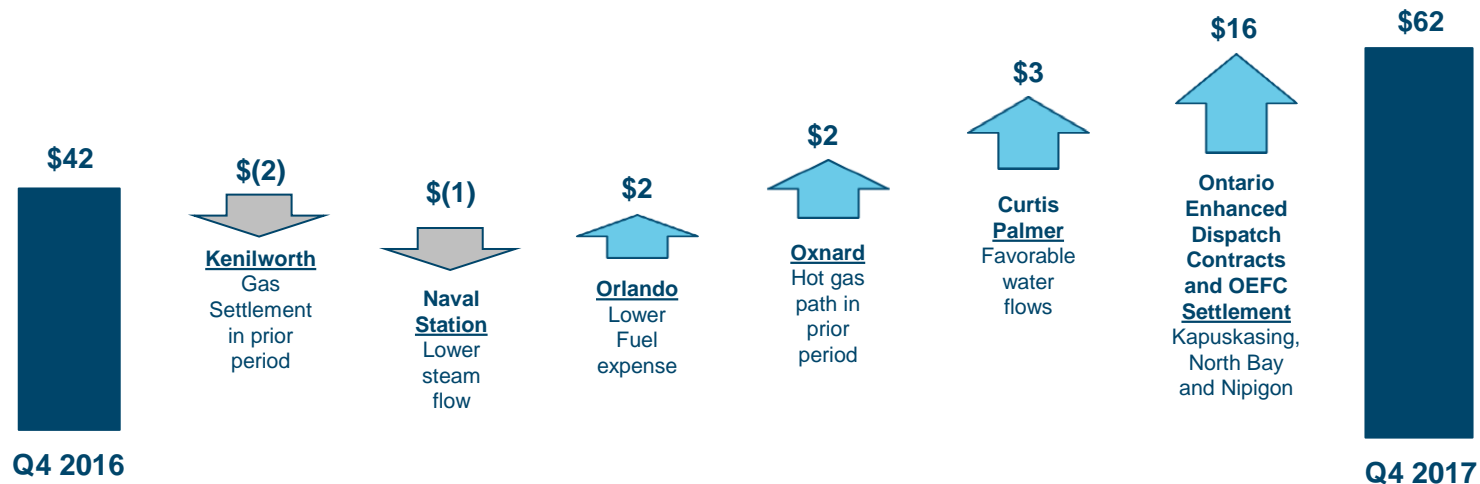 $42
Q4 2016
$(2)
Kenilworth
Gas
Settlement
in prior
period
$(1)
Naval
Station
Lower
steam
flow
$2
Orlando
Lower
Fuel
expense
$2
Oxnard
Hot gas
path in
prior
period
$3
Curtis
Palmer
Favorable
water
flows
$16
Ontario
Enhanced
Dispatch
Contracts
and OEFC
Settlement
Kapuskasing,
North Bay
and Nipigon
$62
Q4 2017